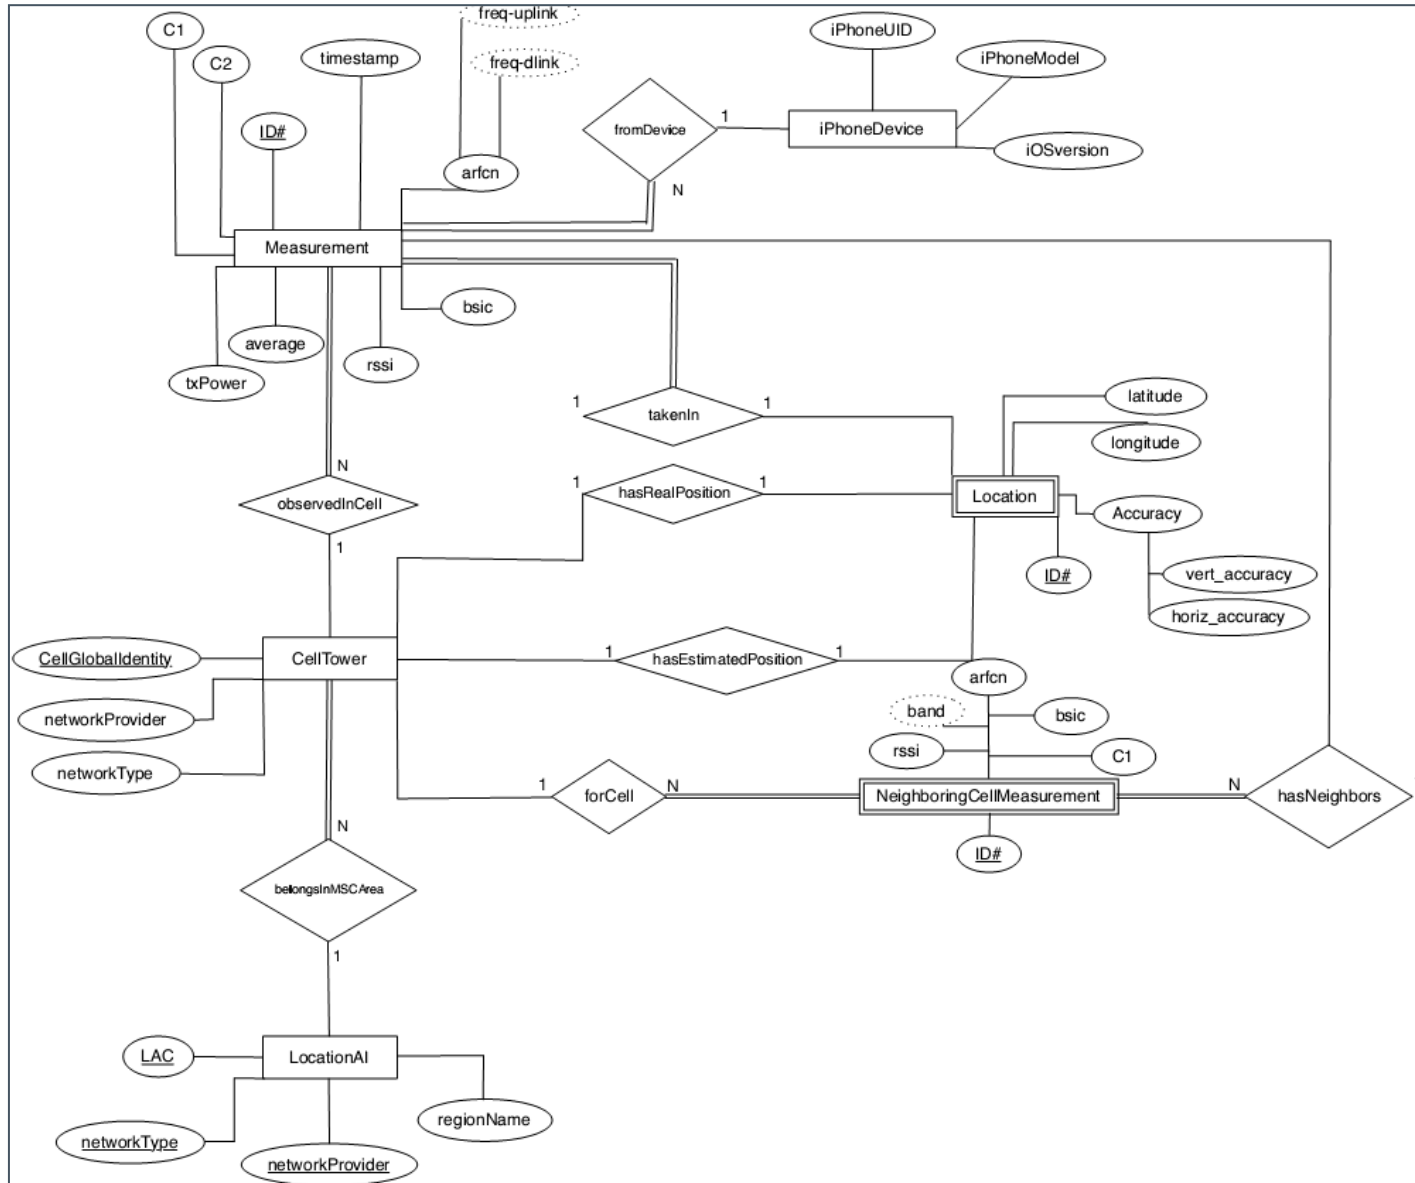 freq-uplink
C1
iPhoneUID
C2
timestamp
freq-dlink
iPhoneModel
ID#
fromDevice
1
iPhoneDevice
iOSversion
arfcn
N
Measurement
bsic
average
rssi
txPower
1
takenIn
1
latitude
longitude
N
observedInCell
1
1
hasRealPosition
1
Location
Accuracy
ID#
vert_accuracy
horiz_accuracy
CellGlobalIdentity
CellTower
1
hasEstimatedPosition
1
arfcn
networkProvider
band
bsic
networkType
rssi
C1
1
forCell
N
NeighboringCellMeasurement
N
hasNeighbors
ID#
N
belongsInMSCArea
1
LAC
LocationAI
regionName
networkType
networkProvider